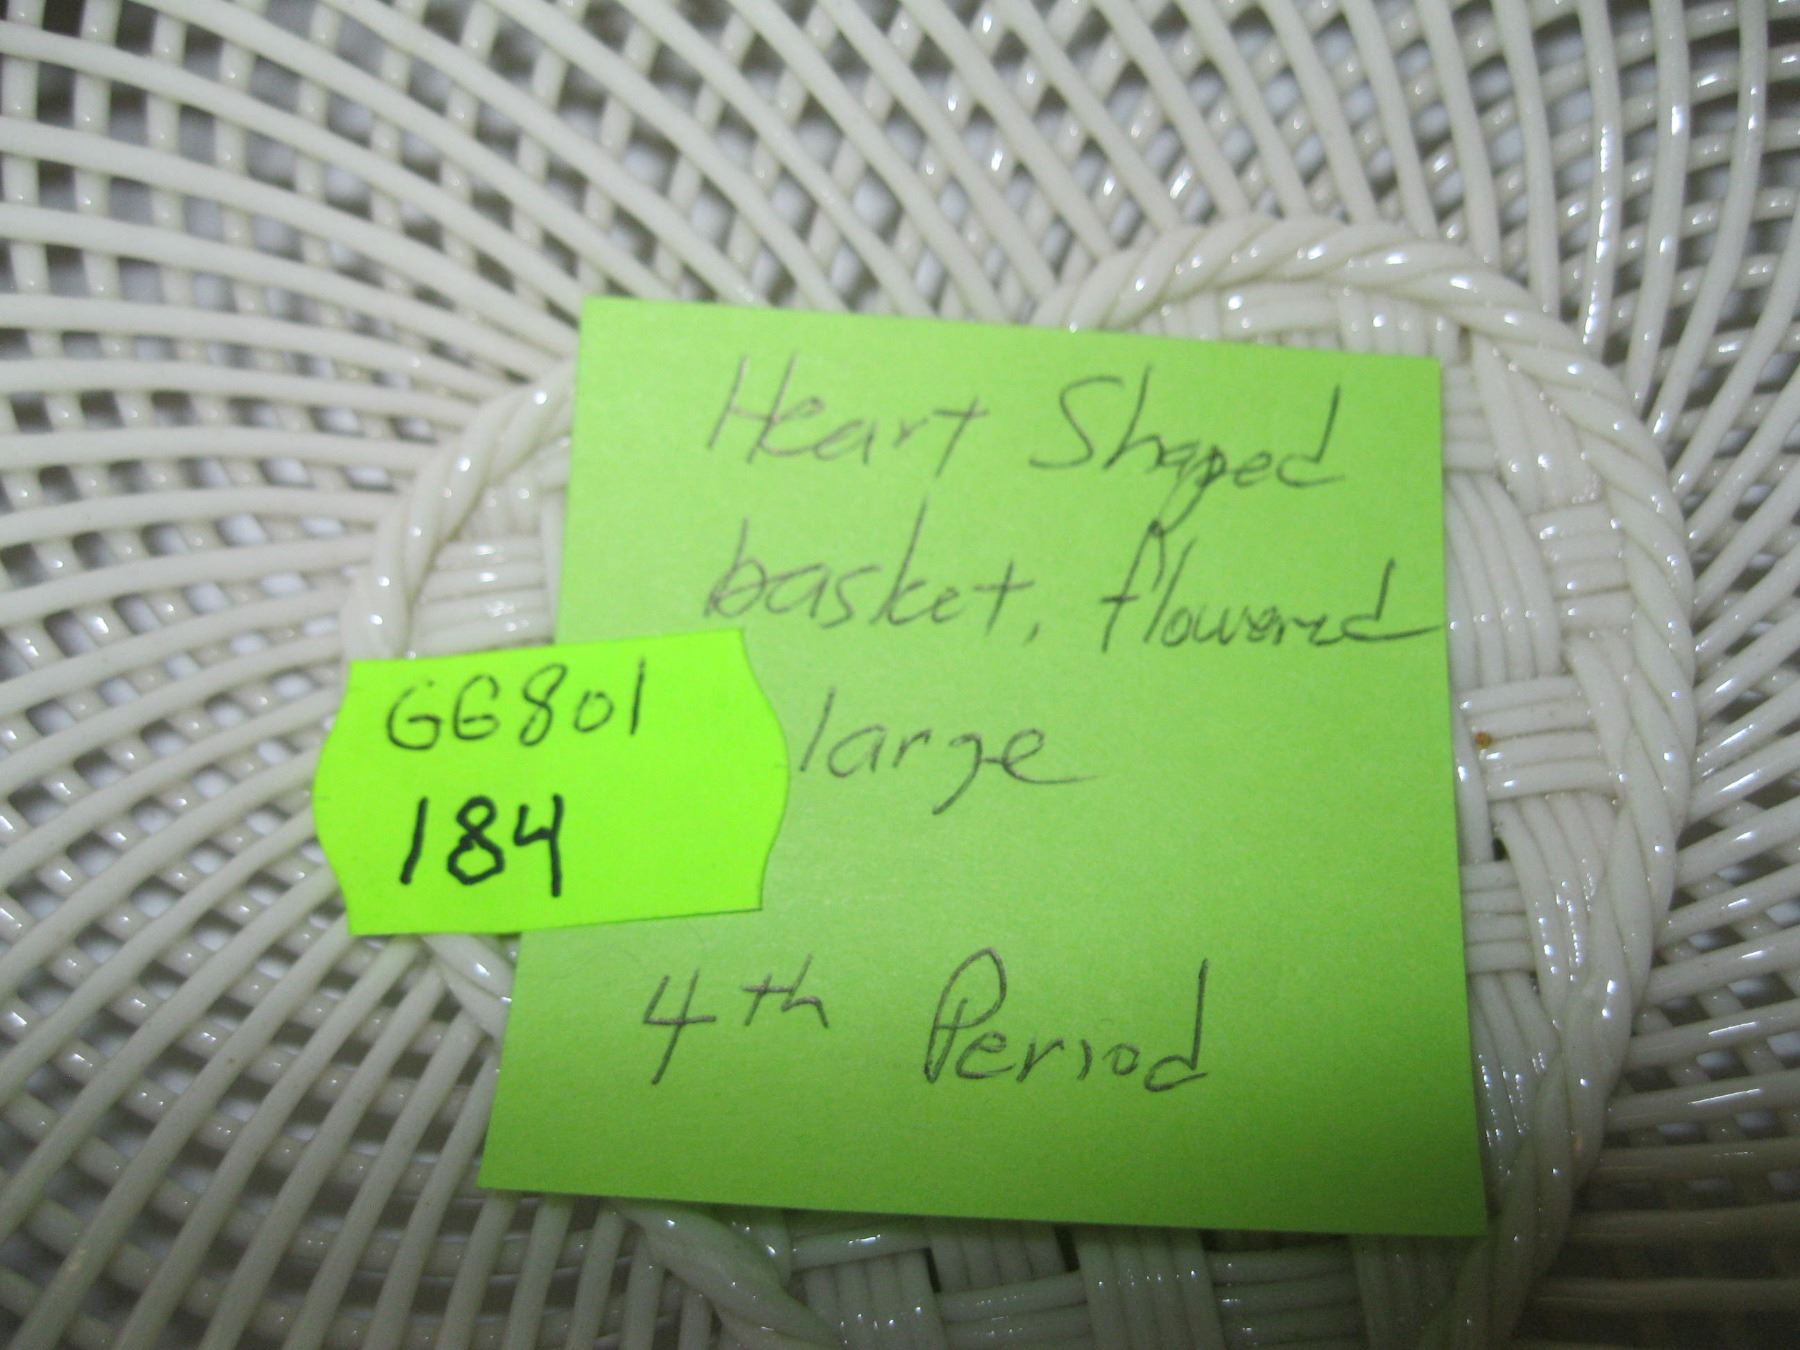 Heart Shaped
basket, flowered
large
4th Period
GG801
184